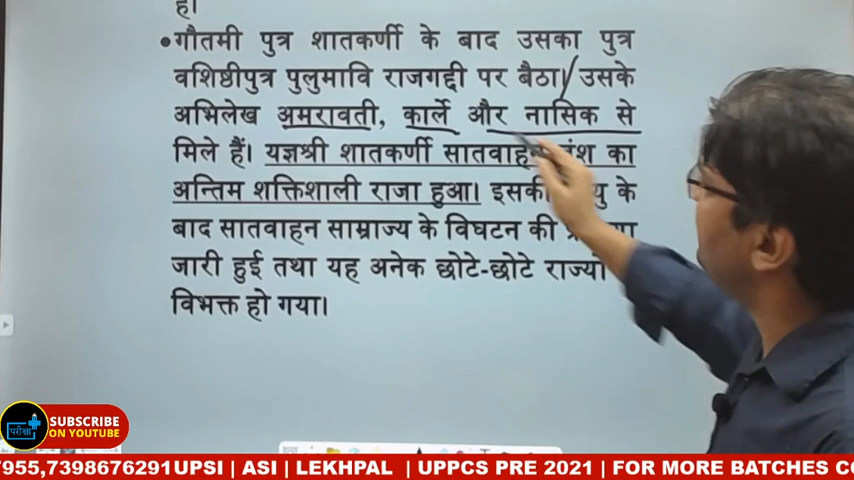 है।
•गौतमी पुत्र शातकर्णी के बाद उसका पुत्र
वशिष्ठीपुत्र पुलुमावि राजगद्दी पर बैठा। उसके
अभिलेख अमरावती, कार्ले और नासिक से
मिले हैं। यज्ञश्री शातकर्णी सातवाहन वंश का
अन्तिम शक्तिशाली राजा हुआ। इसकी के
बाद सातवाहन साम्राज्य के विघटन की
जारी हुई तथा यह अनेक छोटे-छोटे राज्यों
विभक्त हो गया।
परीक्षा
SUBSCRIBE
ON YOUTUBE
7955,7398676291UPSI | ASI | LEKHPAL | UPPCS PRE 2021 | FOR MORE BATCHES